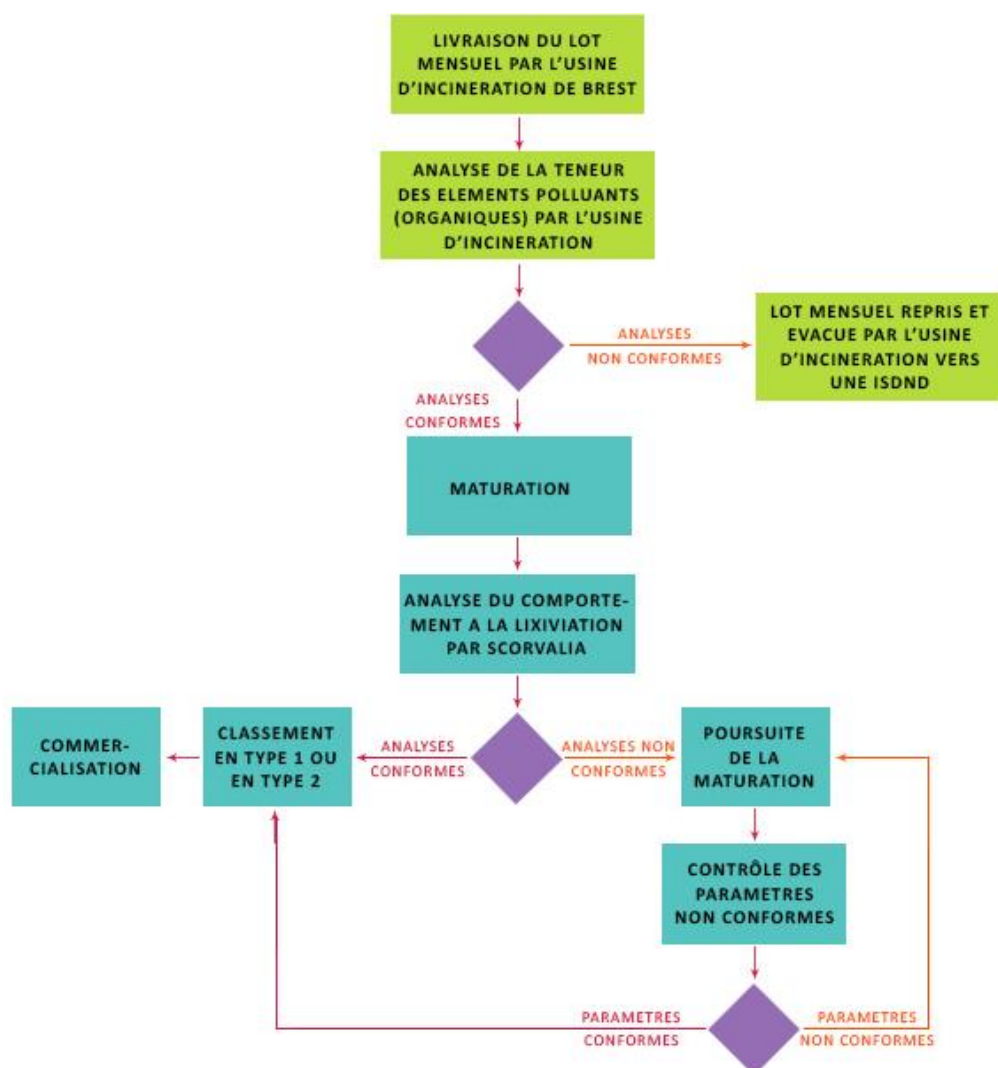 LIVRAISON DU LOT
MENSUEL PAR L'USINE
D'INCINERATION DE BREST
ANALYSE DE LA TENEUR
DES ELEMENTS POLLUANTS
(ORGANIQUES) PAR L'USINE
D'INCINERATION
ANALYSES
NON CONFORMES
LOT MENSUEL REPRIS ET
EVACUE PAR L'USINE
D'INCINERATION VERS
UNE ISDND
ANALYSES
CONFORMES
MATURATION
ANALYSE DU COMPORTE-
MENT A LA LIXIVIATION
PAR SCORVALIA
COMMER-
CIALISATION
CLASSEMENT
EN TYPE 1 OU
EN TYPE 2
ANALYSES
CONFORMES
ANALYSES NON
CONFORMES
POURSUITE
DE LA
MATURATION
CONTRÔLE DES
PARAMETRES
NON CONFORMES
PARAMETRES
CONFORMES
PARAMETRES
NON CONFORMES